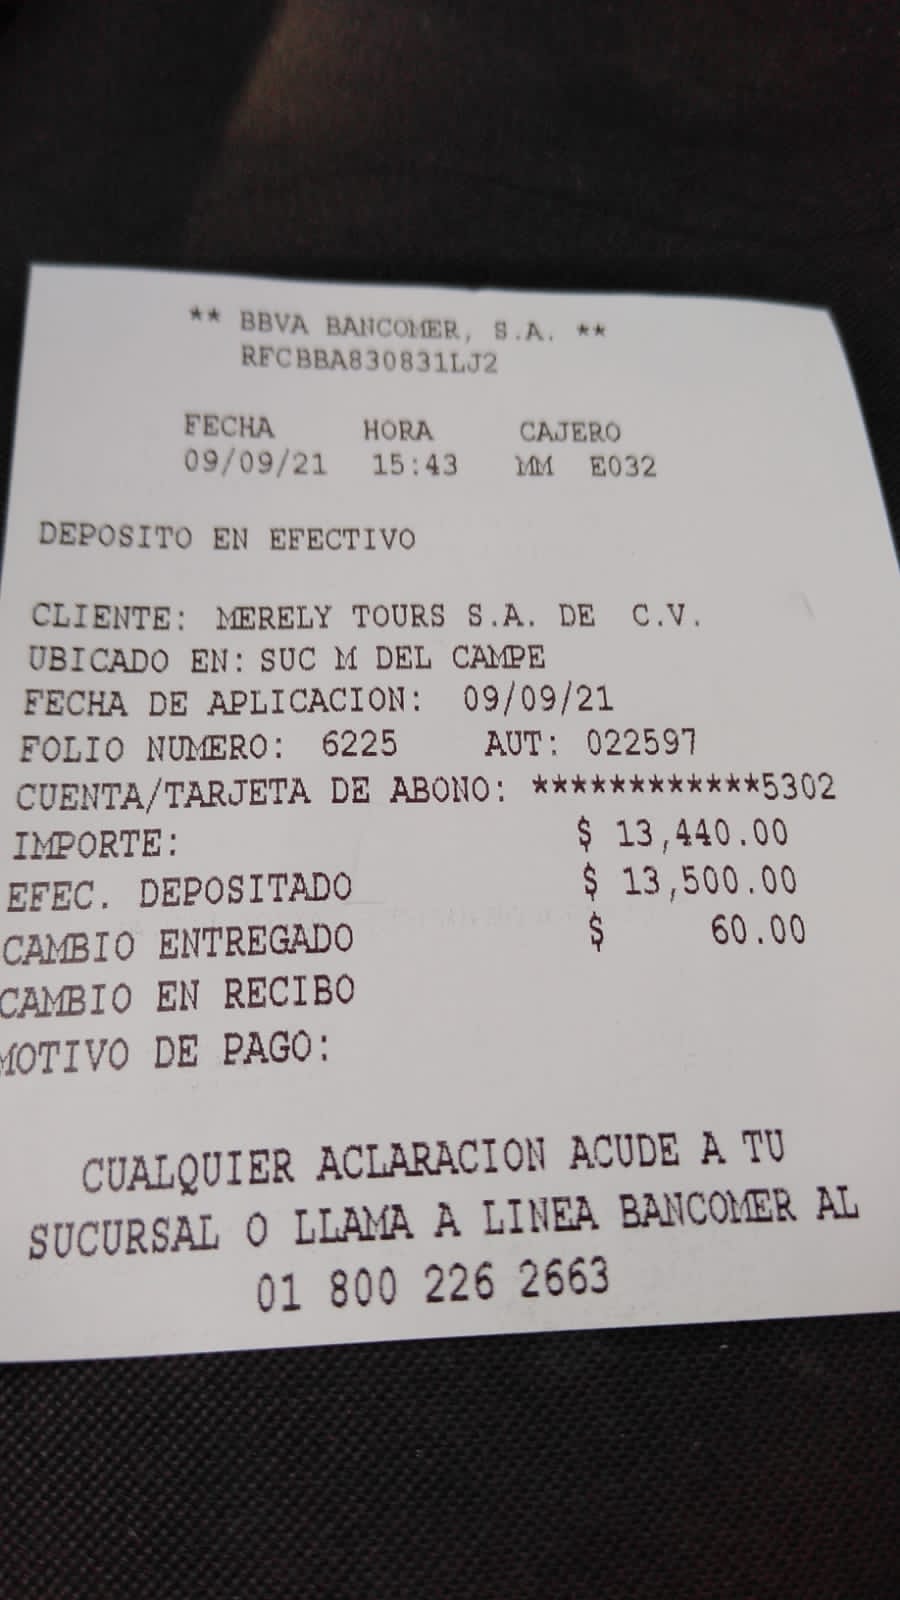 ** BBVA BANCOMER, S.A. **
RFCBBA830831LJ2
FECHA HORA CAJERO
09/09/21 15:43 MM E032
DEPOSITO EN EFECTIVO
CLIENTE: MERELY TOURS S.A. DE C.V.
UBICADO EN: SUC M DEL CAMPE
FECHA DE APLICACION: 09/09/21
FOLIO NUMERO: 6225 AUT: 022597
CUENTA/TARJETA DE ABONO: ************5302
IMPORTE: $ 13,440.00
EFEC. DEPOSITADO $ 13,500.00
CAMBIO ENTREGADO $ 60.00
CAMBIO EN RECIBO
MOTIVO DE PAGO:
CUALQUIER ACLARACION ACUDE A TU
SUCURSAL O LLAMA A LINEA BANCOMER AL
01 800 226 2663